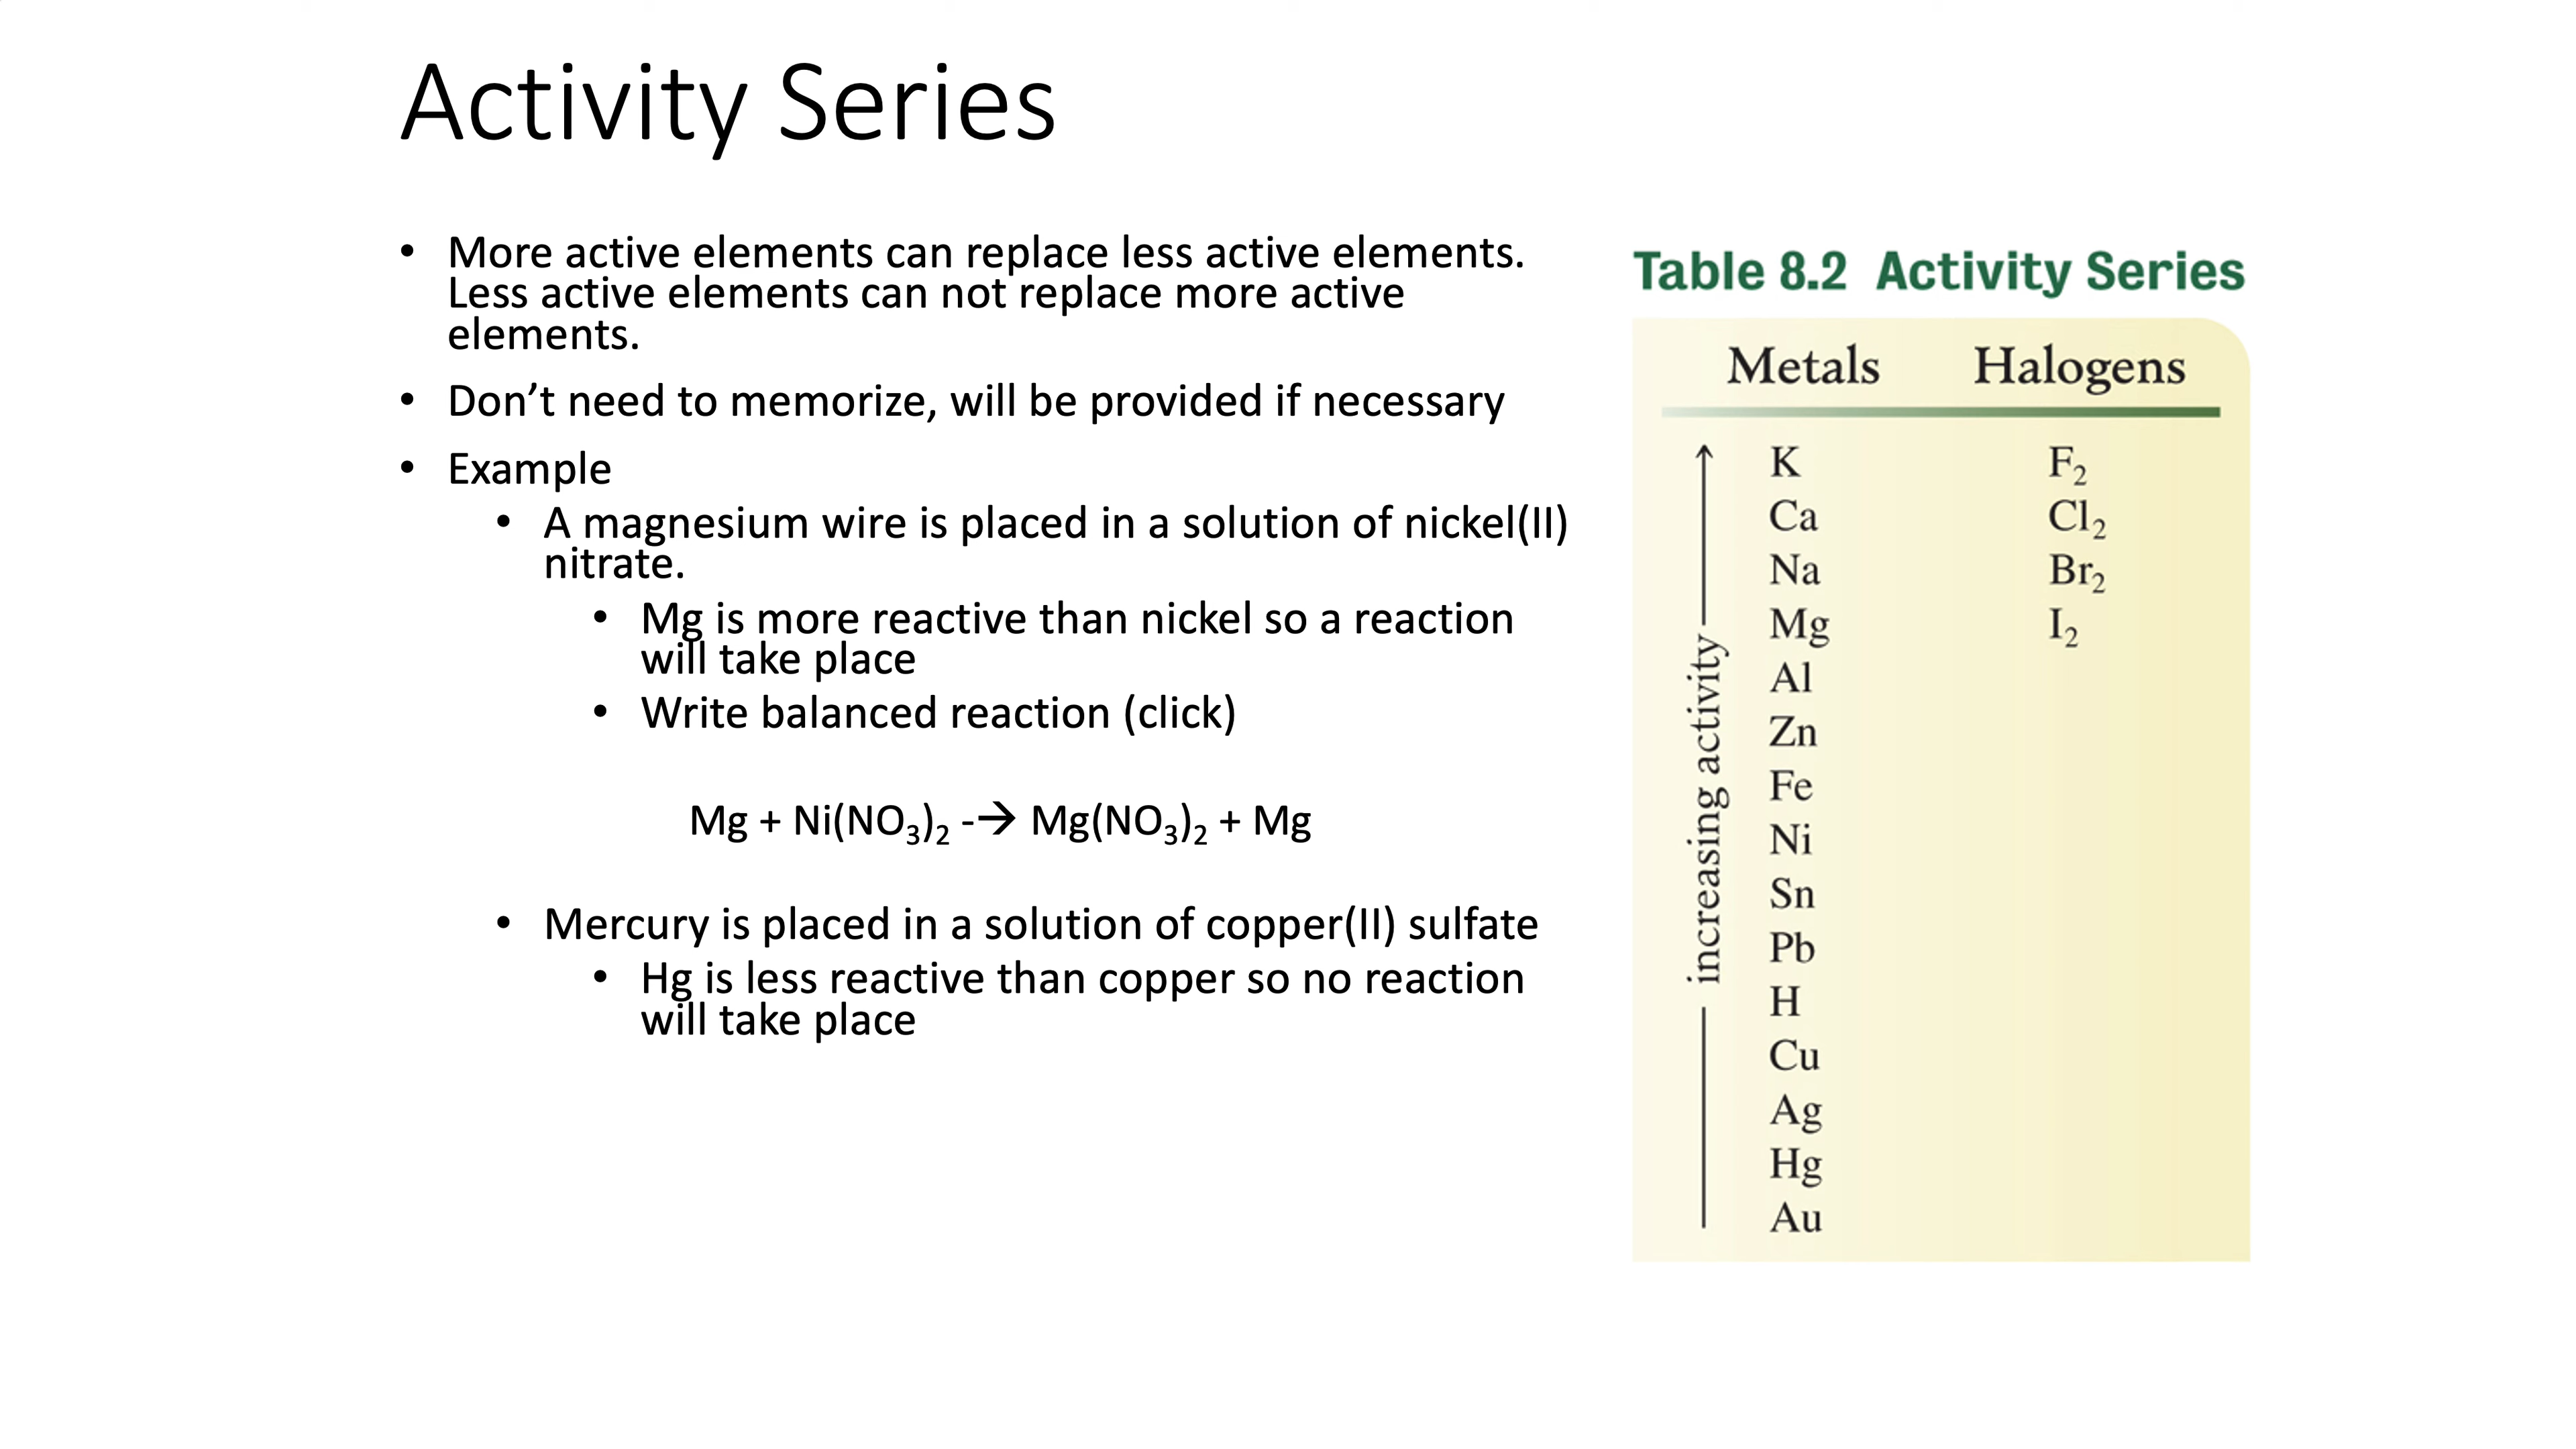 Activity Series
• More active elements can replace less active elements.
Less active elements can not replace more active
elements.
• Don’t need to memorize, will be provided if necessary
• Example
• A magnesium wire is placed in a solution of nickel(II)
nitrate.
• Mg is more reactive than nickel so a reaction
will take place
• Write balanced reaction (click)
Mg + Ni(NO₃)₂ -→ Mg(NO₃)₂ + Mg
• Mercury is placed in a solution of copper(II) sulfate
• Hg is less reactive than copper so no reaction
will take place
Table 8.2 Activity Series
Metals Halogens
increasing activity
K F₂
Ca Cl₂
Na Br₂
Mg I₂
Al
Zn
Fe
Ni
Sn
Pb
H
Cu
Ag
Hg
Au